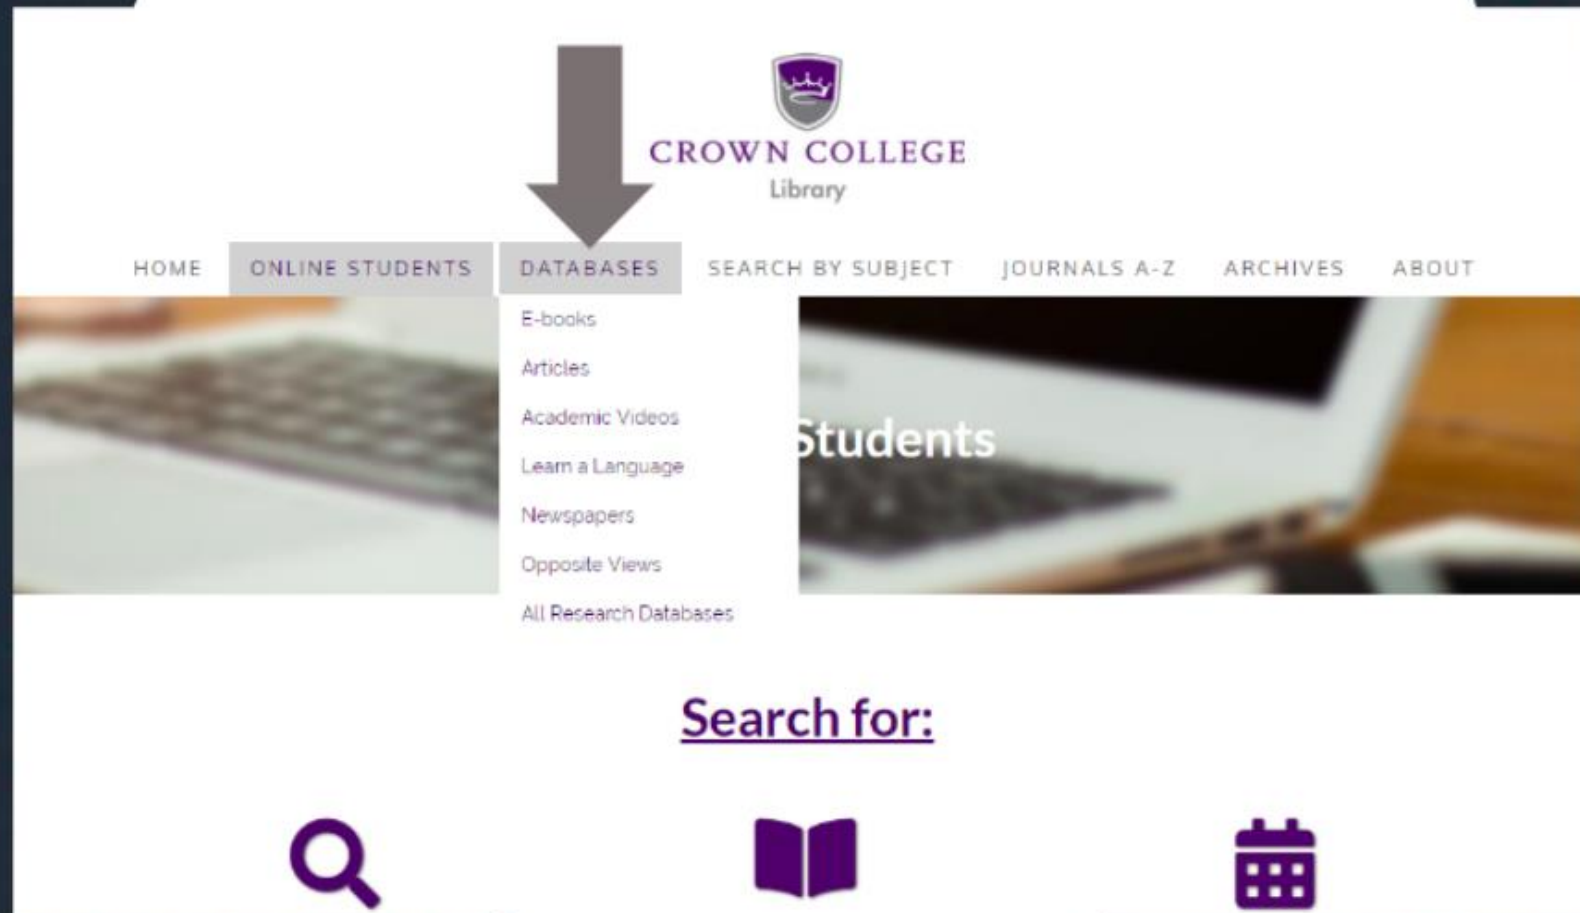 CROWN COLLEGE
Library
HOME ONLINE STUDENTS DATABASES SEARCH BY SUBJECT JOURNALS A-Z ARCHIVES ABOUT
E-books
Articles
Academic Videos
Students
Learn a Language
Newspapers
Opposite Views
All Research Databases
Search for: